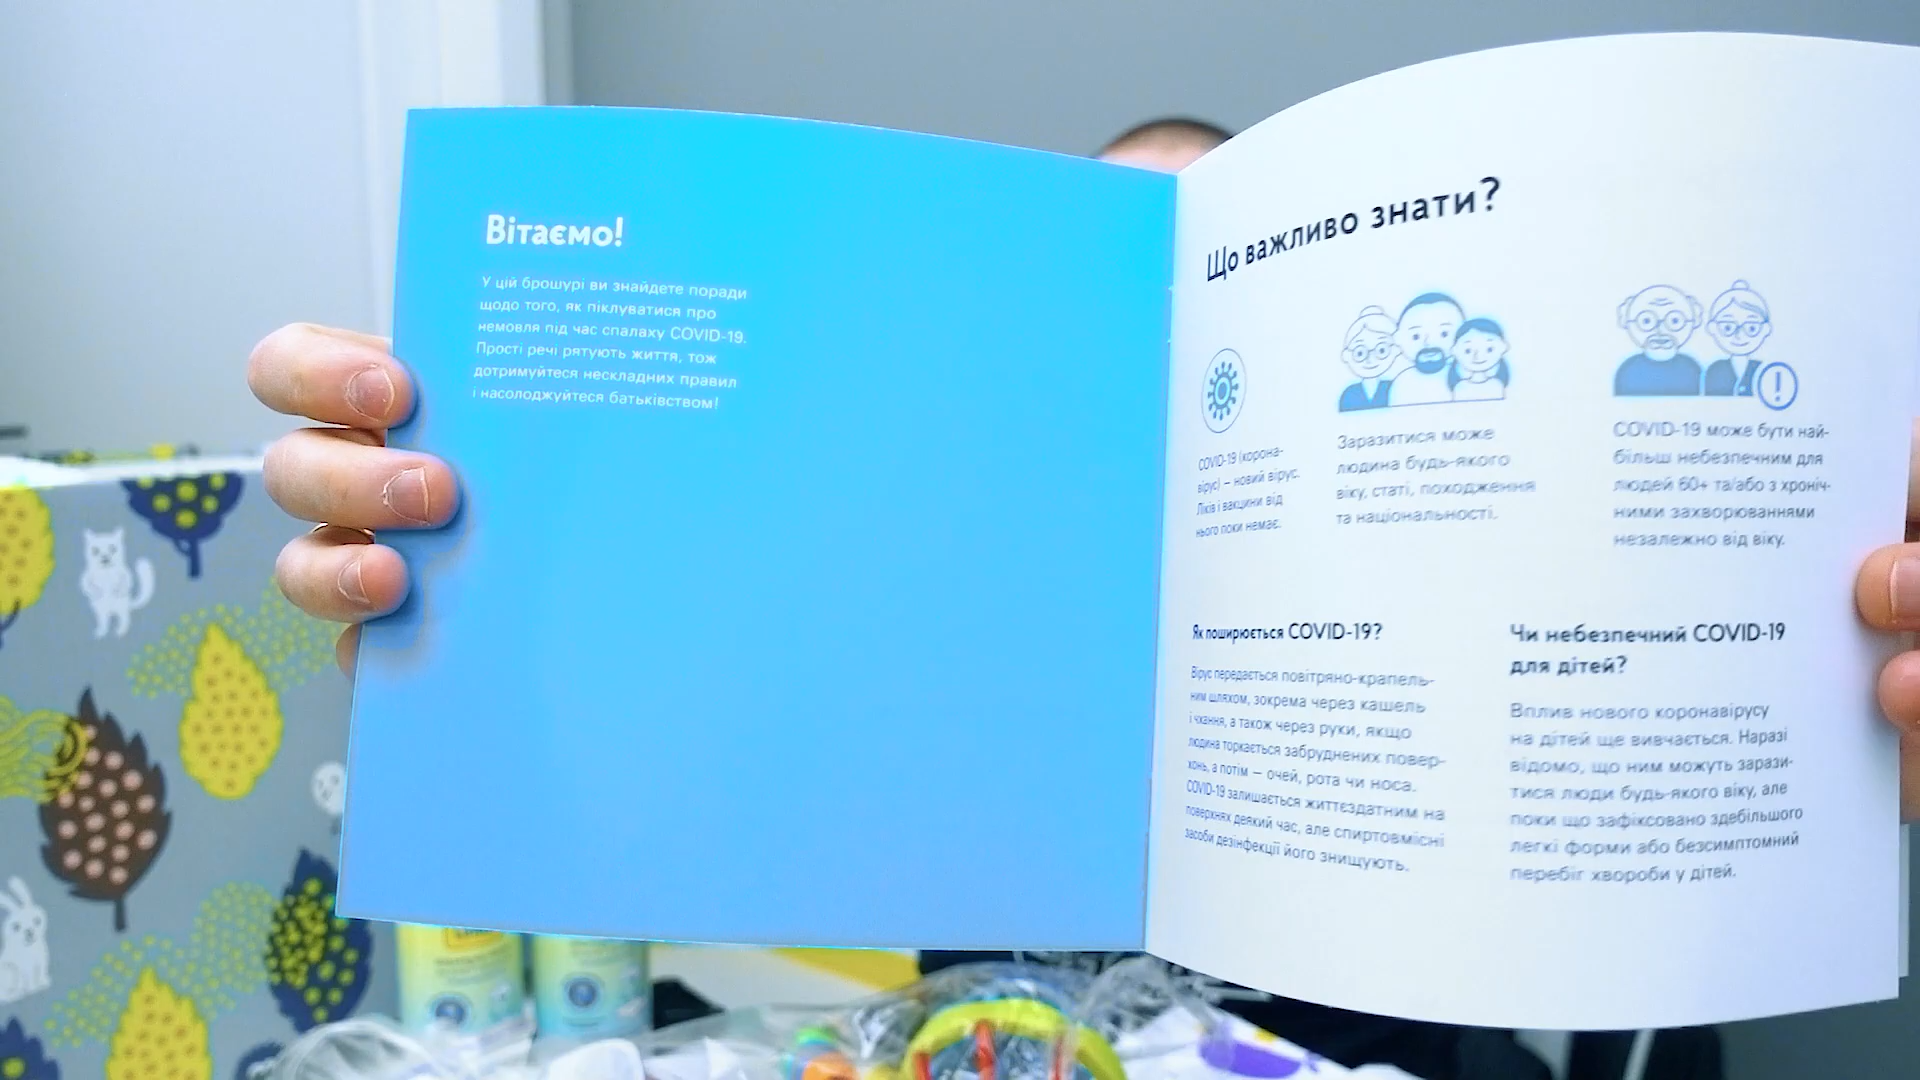 Вітаємо!
У цій брошурі ви знайдете поради
щодо того, як піклуватися про
немовля під час спалаху COVID-19.
Прості речі рятують життя, тож
дотримуйтеся нескладних правил
і насолоджуйтеся батьківством!
Що важливо знати?
COVID-19 (корона-
вірус) – новий вірус.
Ліків і вакцини від
нього поки немає.
Заразитися може
людина будь-якого
віку, статі, походження
та національності.
COVID-19 може бути най-
більш небезпечним для
людей 60+ та/або з хроніч-
ними захворюваннями
незалежно від віку.
Як поширюється COVID-19?
Вірус передається повітряно-крапель-
ним шляхом, зокрема через кашель
і чхання, а також через руки, якщо
людина торкається забруднених повер-
хонь, а потім – очей, рота чи носа.
COVID-19 залишається життєздатним на
поверхнях деякий час, але спиртовмісні
засоби дезінфекції його знищують.
Чи небезпечний COVID-19
для дітей?
Вплив нового коронавірусу
на дітей ще вивчається. Наразі
відомо, що ним можуть зарази-
тися люди будь-якого віку, але
поки що зафіксовано здебільшого
легкі форми або безсимптомний
перебіг хвороби у дітей.